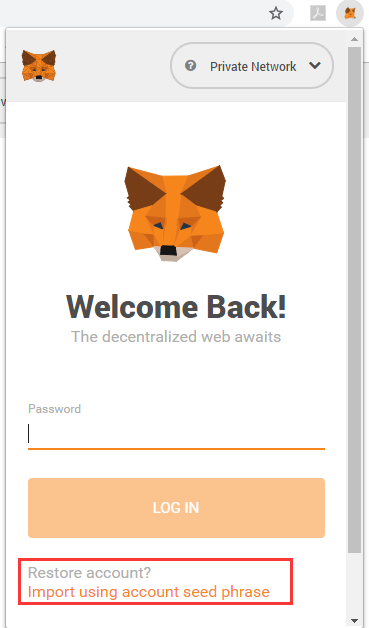 Private Network
Welcome Back!
The decentralized web awaits
Password
LOG IN
Restore account?
Import using account seed phrase